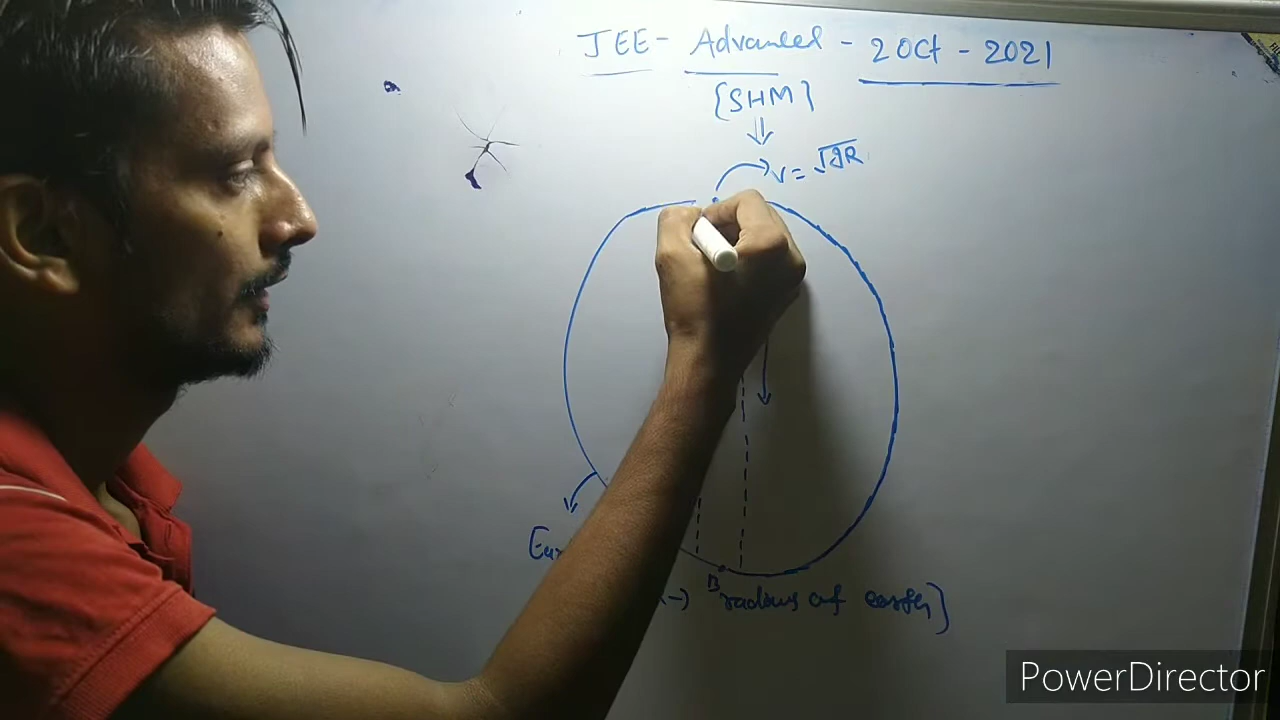 JEE - Advanced - 2 Oct - 2021
{SHM}
v = √gR
B
radius of earth}
PowerDirector